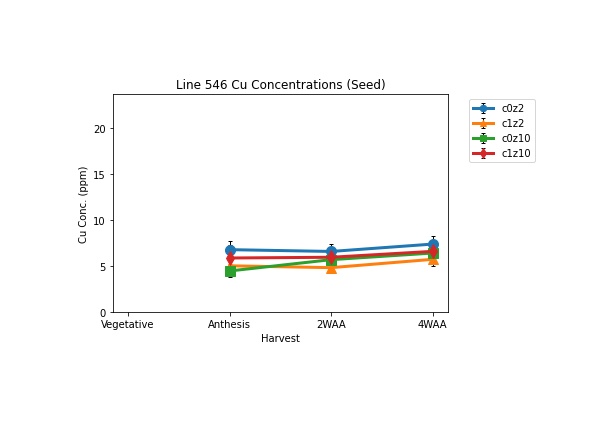 Line 546 Cu Concentrations (Seed)
c0z2
c1z2
c0z10
c1z10
Cu Conc. (ppm)
20
15
10
5
0
Vegetative Anthesis 2WAA 4WAA
Harvest